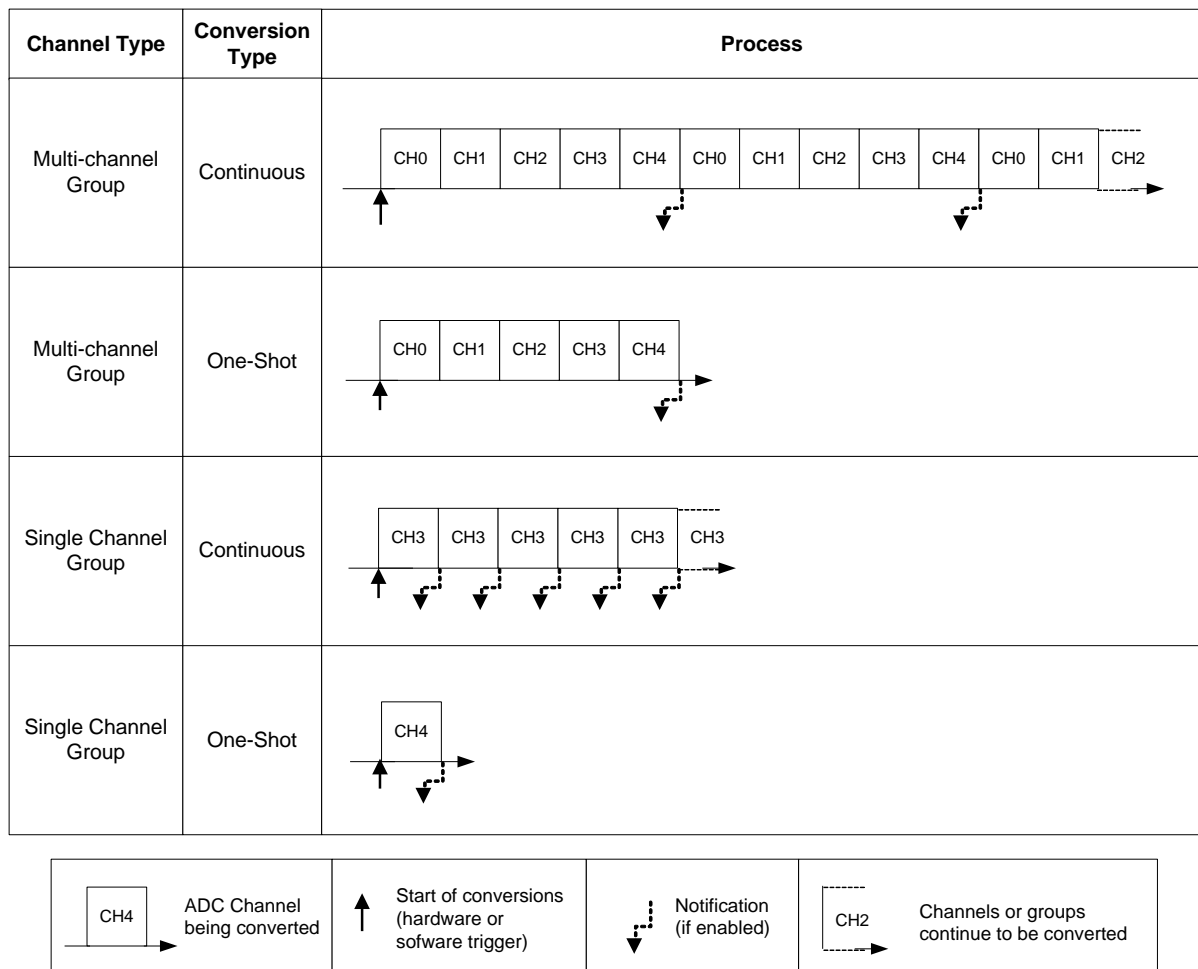 Channel Type
Conversion
Type
Process
Multi-channel
Group
Continuous
CH0 CH1 CH2 CH3 CH4 CH0 CH1 CH2 CH3 CH4 CH0 CH1 CH2
Multi-channel
Group
One-Shot
CH0 CH1 CH2 CH3 CH4
Single Channel
Group
Continuous
CH3 CH3 CH3 CH3 CH3 CH3
Single Channel
Group
One-Shot
CH4
CH4
ADC Channel
being converted
Start of conversions
(hardware or
sofware trigger)
Notification
(if enabled)
CH2
Channels or groups
continue to be converted